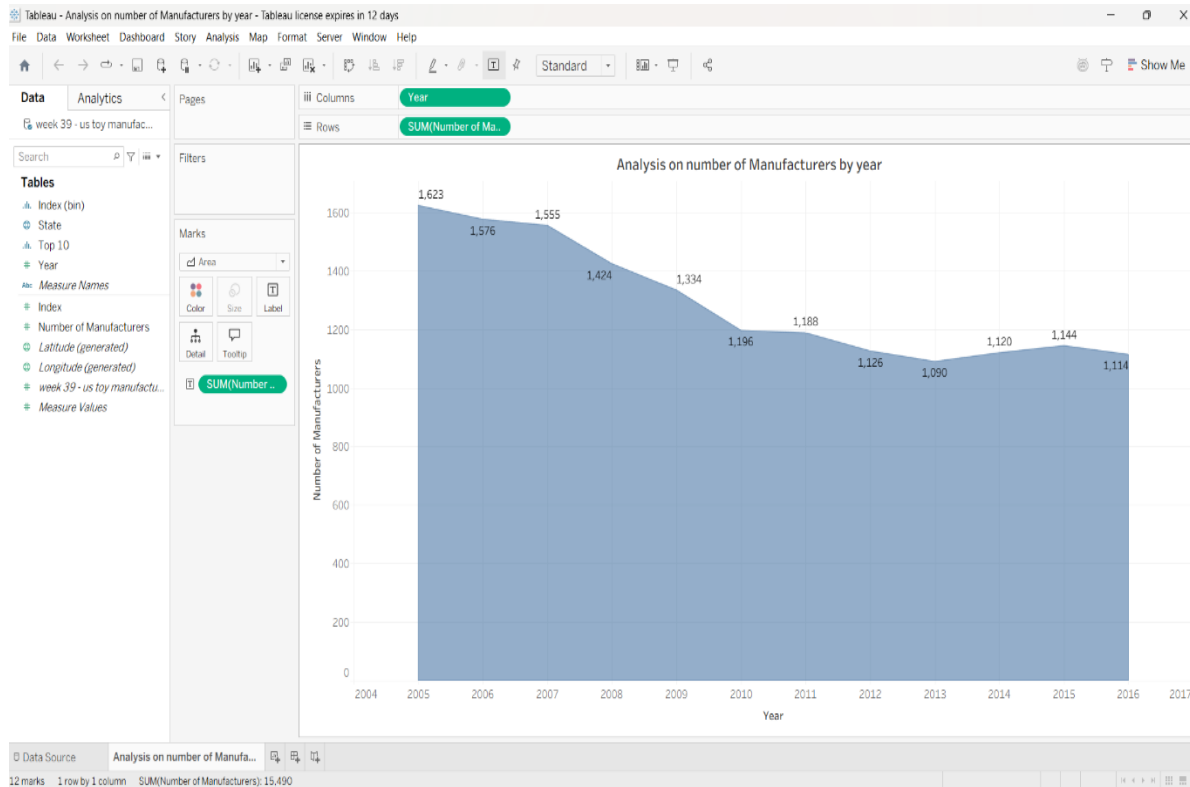 Tableau - Analysis on number of Manufacturers by year - Tableau license expires in 12 days
File Data Worksheet Dashboard Story Analysis Map Format Server Window Help
Standard
Show Me
Data Analytics
week 39 - us toy manufac...
Search
Tables
Index (bin)
State
Top 10
Year
Abc Measure Names
Index
Number of Manufacturers
Latitude (generated)
Longitude (generated)
week 39 - us toy manufactu...
Measure Values
Pages
Filters
Marks
Area
Color Size Label
Detail Tooltip
SUM(Number ..
Columns Year
Rows SUM(Number of Ma..
Analysis on number of Manufacturers by year
Number of Manufacturers
1600
1400
1200
1000
800
600
400
200
0
1,623
1,576
1,555
1,424
1,334
1,196
1,188
1,126
1,090
1,120
1,144
1,114
2004 2005 2006 2007 2008 2009 2010 2011 2012 2013 2014 2015 2016 2017
Year
Data Source Analysis on number of Manufa...
12 marks 1 row by 1 column SUM(Number of Manufacturers): 15,490